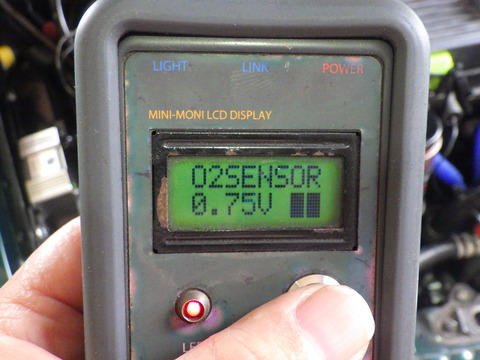 LIGHT LINK POWER
MINI-MONI LCD DISPLAY
O2SENSOR
0.75V